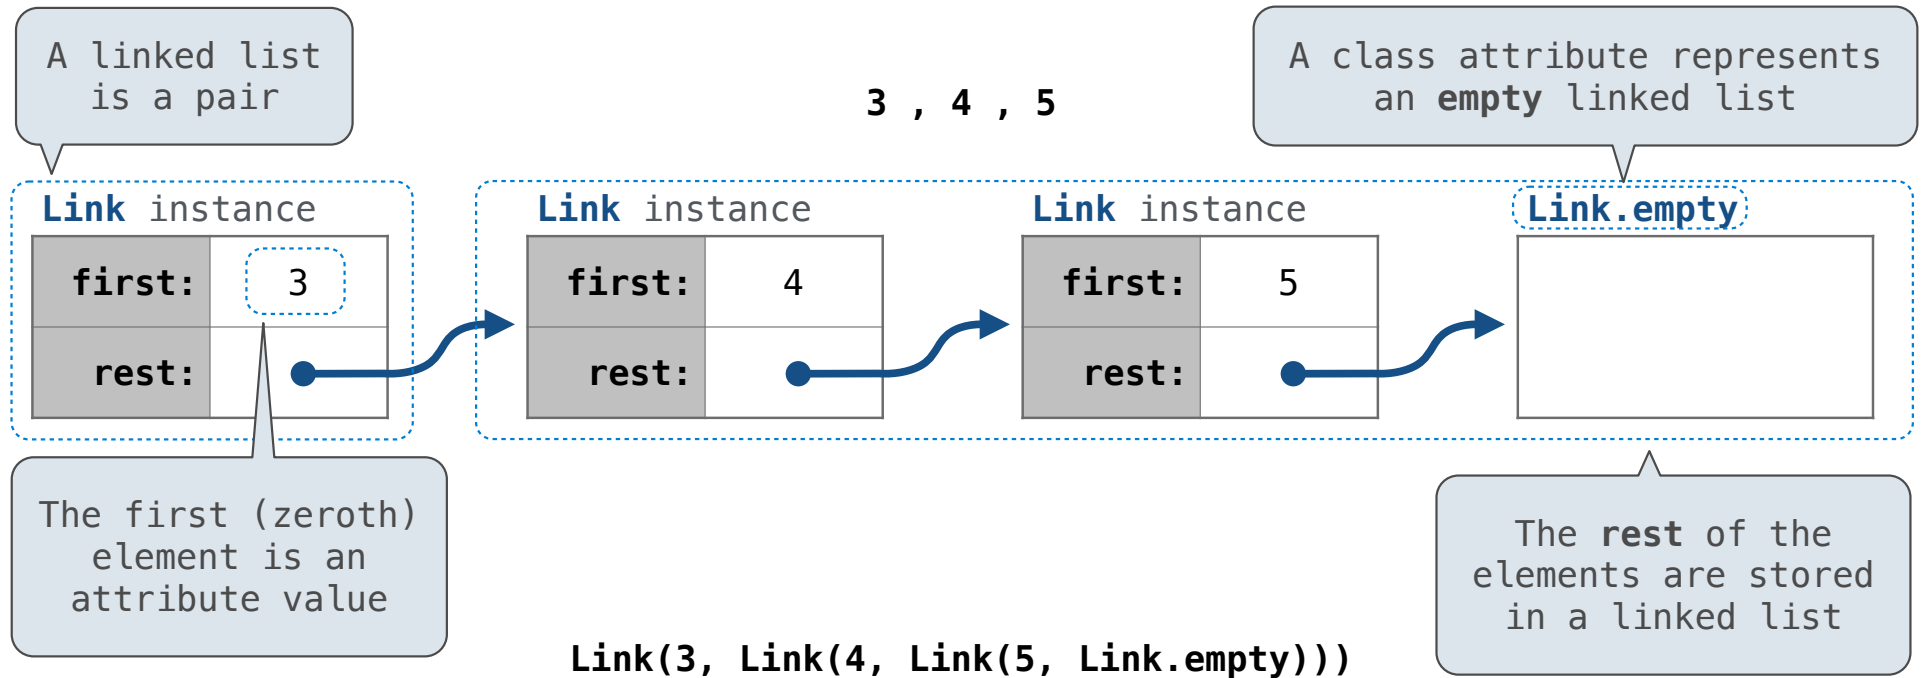 A linked list
is a pair
3 , 4 , 5
A class attribute represents
an empty linked list
Link instance
first: 3
rest:
Link instance
first: 4
rest:
Link instance
first: 5
rest:
Link.empty
The first (zeroth)
element is an
attribute value
The rest of the
elements are stored
in a linked list
Link(3, Link(4, Link(5, Link.empty)))